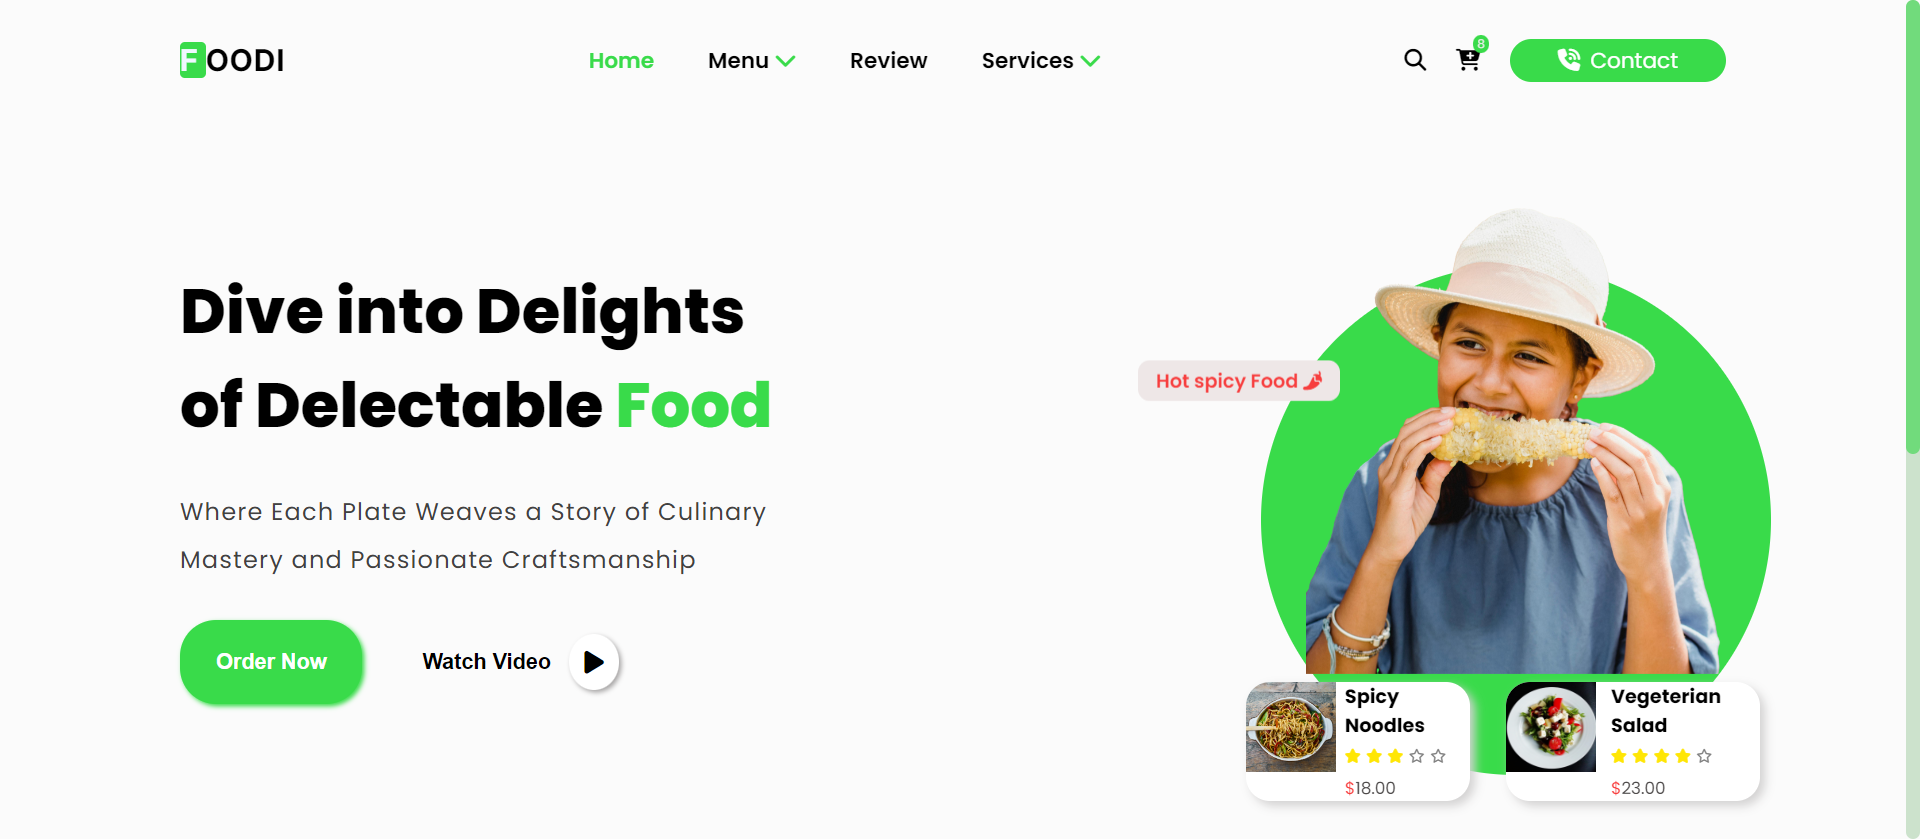 FOODI
Home
Menu
Review
Services
8
Contact
Dive into Delights
of Delectable Food
Hot spicy Food
Where Each Plate Weaves a Story of Culinary
Mastery and Passionate Craftsmanship
Order Now
Watch Video
Spicy
Noodles
$18.00
Vegeterian
Salad
$23.00